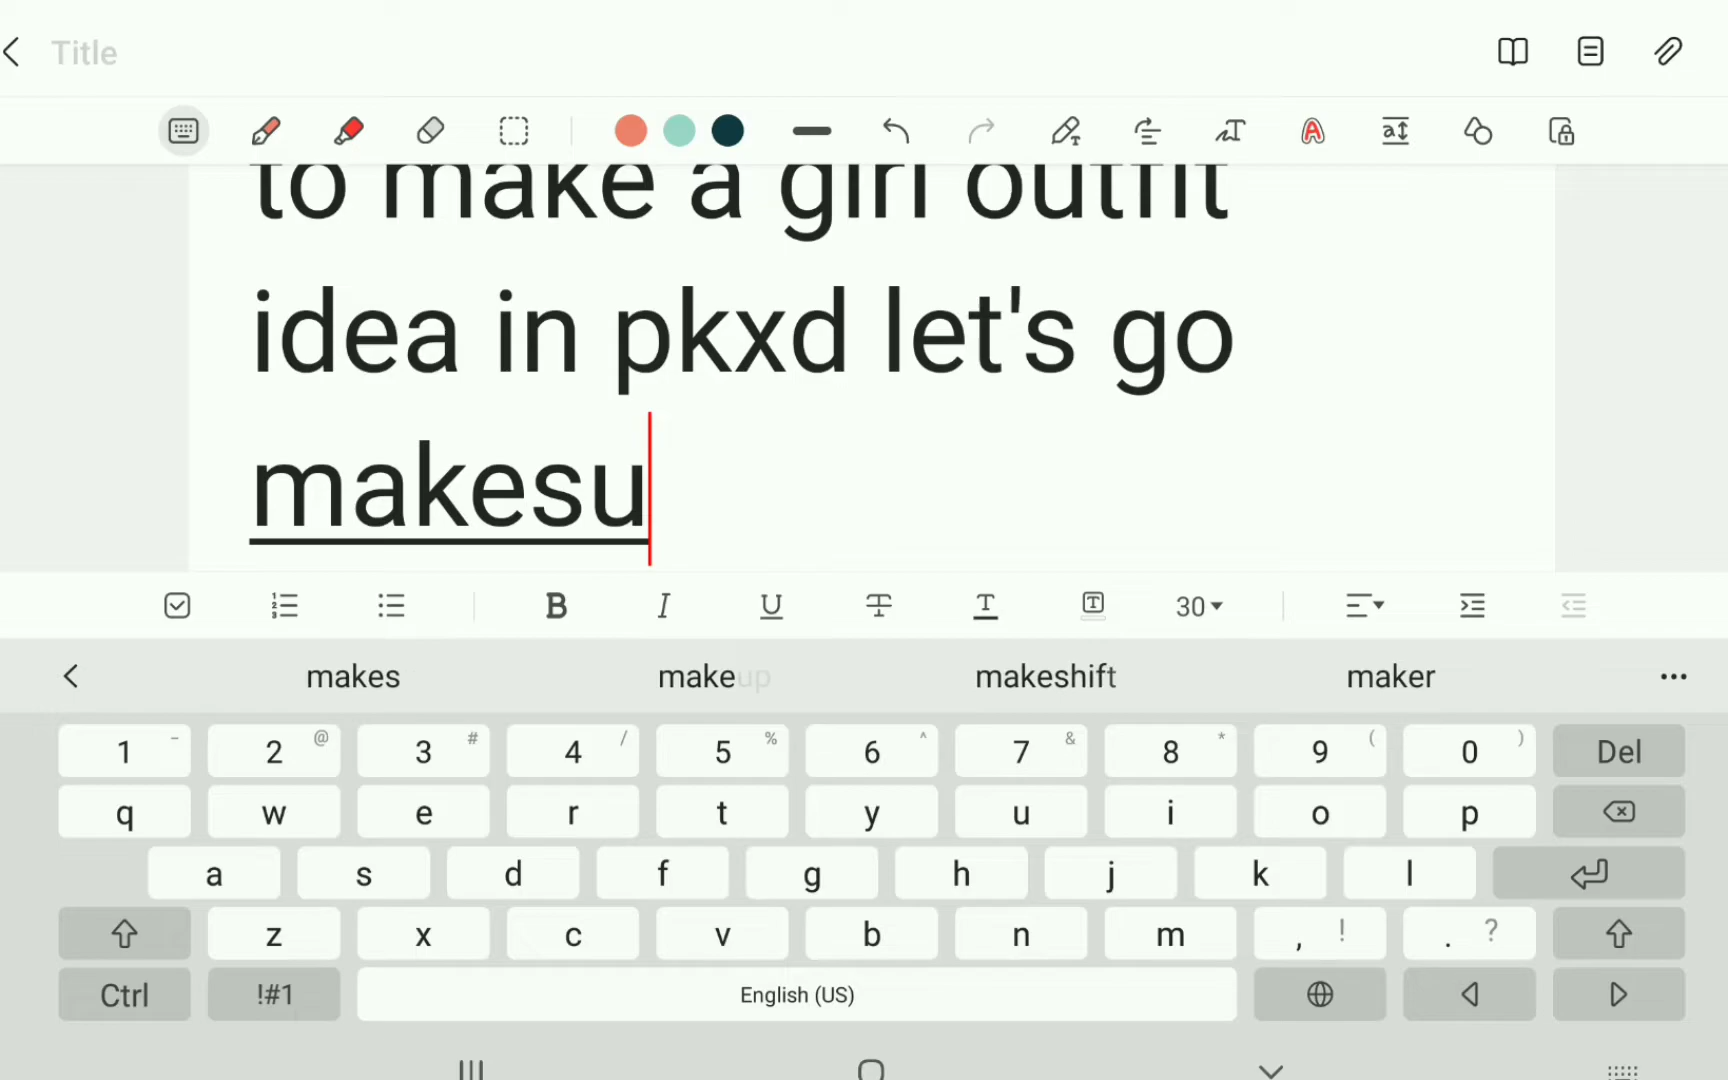 Title
to make a girl outfit
idea in pkxd let's go
makesu
B I U T T T 30
makes makeup makeshift maker ...
1 - 2 @ 3 # 4 / 5 % 6 ^ 7 & 8 * 9 ( 0 ) Del
q w e r t y u i o p
a s d f g h j k l
z x c v b n m , ! . ?
Ctrl !#1 English (US)